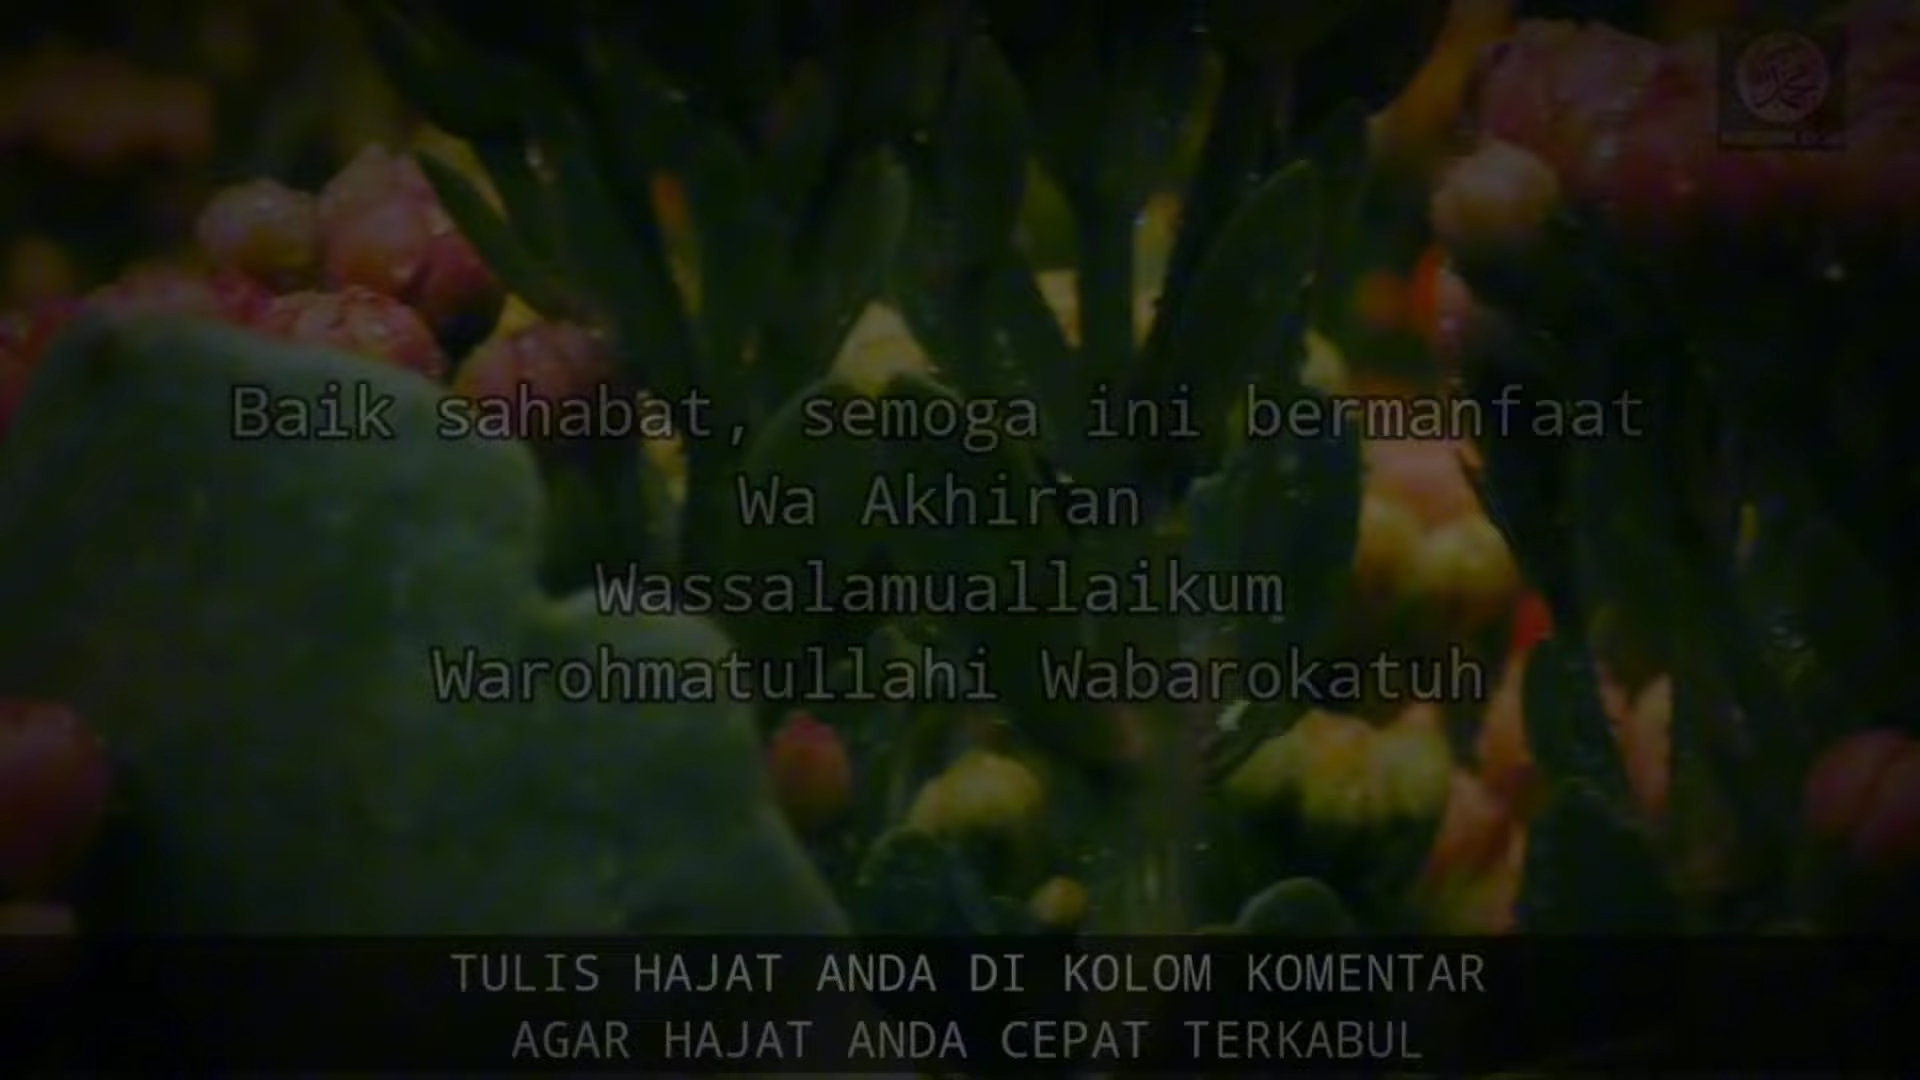 Baik sahabat, semoga ini bermanfaat
Wa Akhiran
Wassalamuallaikum
Warohmatullahi Wabarokatuh
TULIS HAJAT ANDA DI KOLOM KOMENTAR
AGAR HAJAT ANDA CEPAT TERKABUL